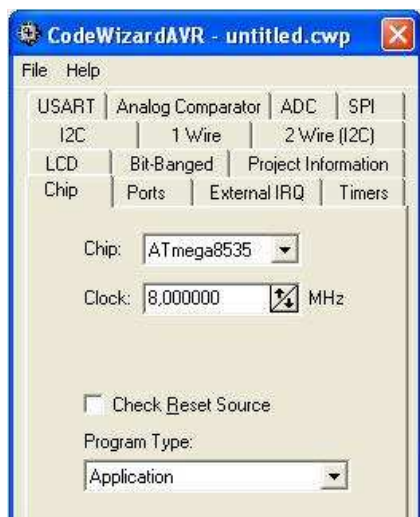 CodeWizardAVR - untitled.cwp
File Help
USART Analog Comparator ADC SPI
I2C 1 Wire 2 Wire (I2C)
LCD Bit-Banged Project Information
Chip Ports External IRQ Timers
Chip: ATmega8535
Clock: 8,000000 MHz
Check Reset Source
Program Type:
Application